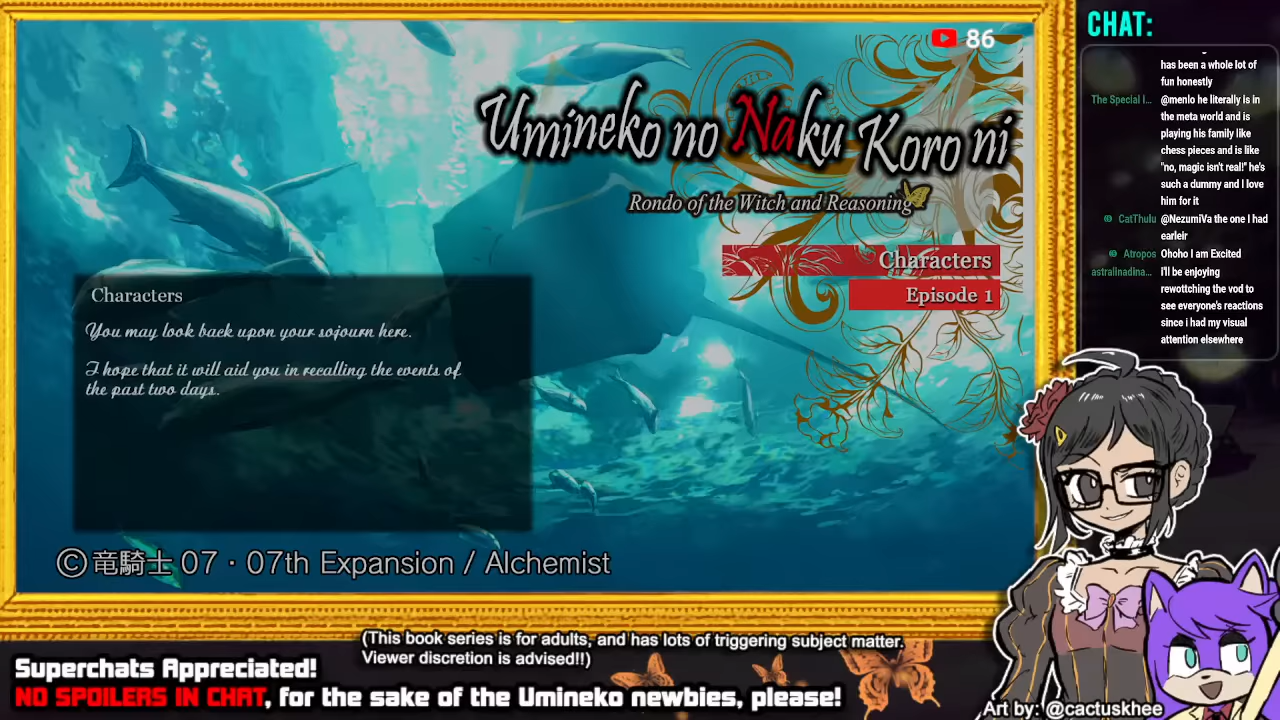 86
Umineko no Naku Koro ni
Rondo of the Witch and Reasoning
Characters
Episode 1
Characters
You may look back upon your sojourn here.
I hope that it will aid you in recalling the events of
the past two days.
©竜騎士07・07th Expansion / Alchemist
CHAT:
has been a whole lot of
fun honestly
The Special i... @menlo he literally is in
the meta world and is
playing his family like
chess pieces and is like
"no, magic isn't real!" he's
such a dummy and I love
him for it
CatThulu @NezumiVa the one I had
earleir
Atropos Ohoho I am Excited
astralinadina... i'll be enjoying
rewottching the vod to
see everyone's reactions
since i had my visual
attention elsewhere
(This book series is for adults, and has lots of triggering subject matter.
Viewer discretion is advised!!)
Superchats Appreciated!
NO SPOILERS IN CHAT, for the sake of the Umineko newbies, please!
Art by: @cactuskhee